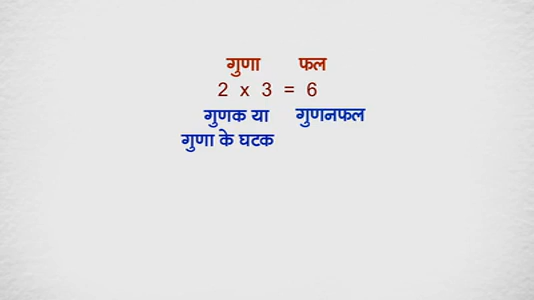 गुणा फल
2 x 3 = 6
गुणक या गुणनफल
गुणा के घटक